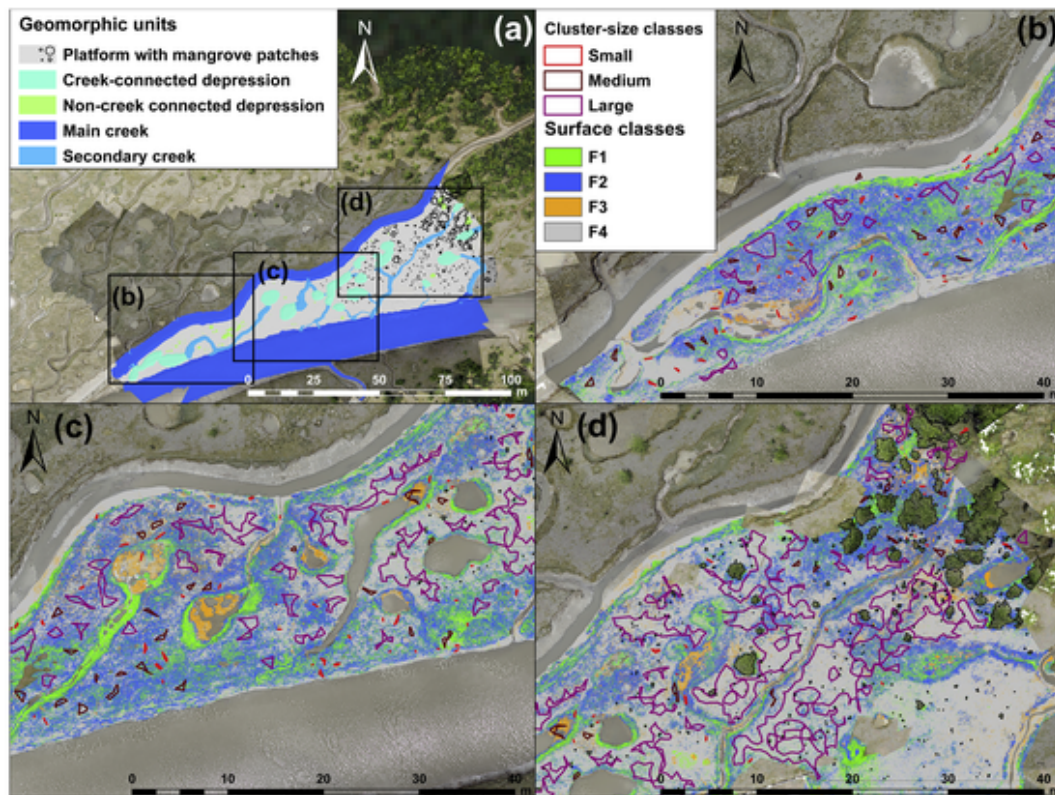 Geomorphic units
Platform with mangrove patches
Creek-connected depression
Non-creek connected depression
Main creek
Secondary creek
N
(a)
(d)
(c)
(b)
0 25 50 75 100
m
Cluster-size classes
Small
Medium
Large
Surface classes
F1
F2
F3
F4
N
(b)
0 10 20 30 40
m
N
(c)
0 10 20 30 40
m
N
(d)
0 10 20 30 40
m